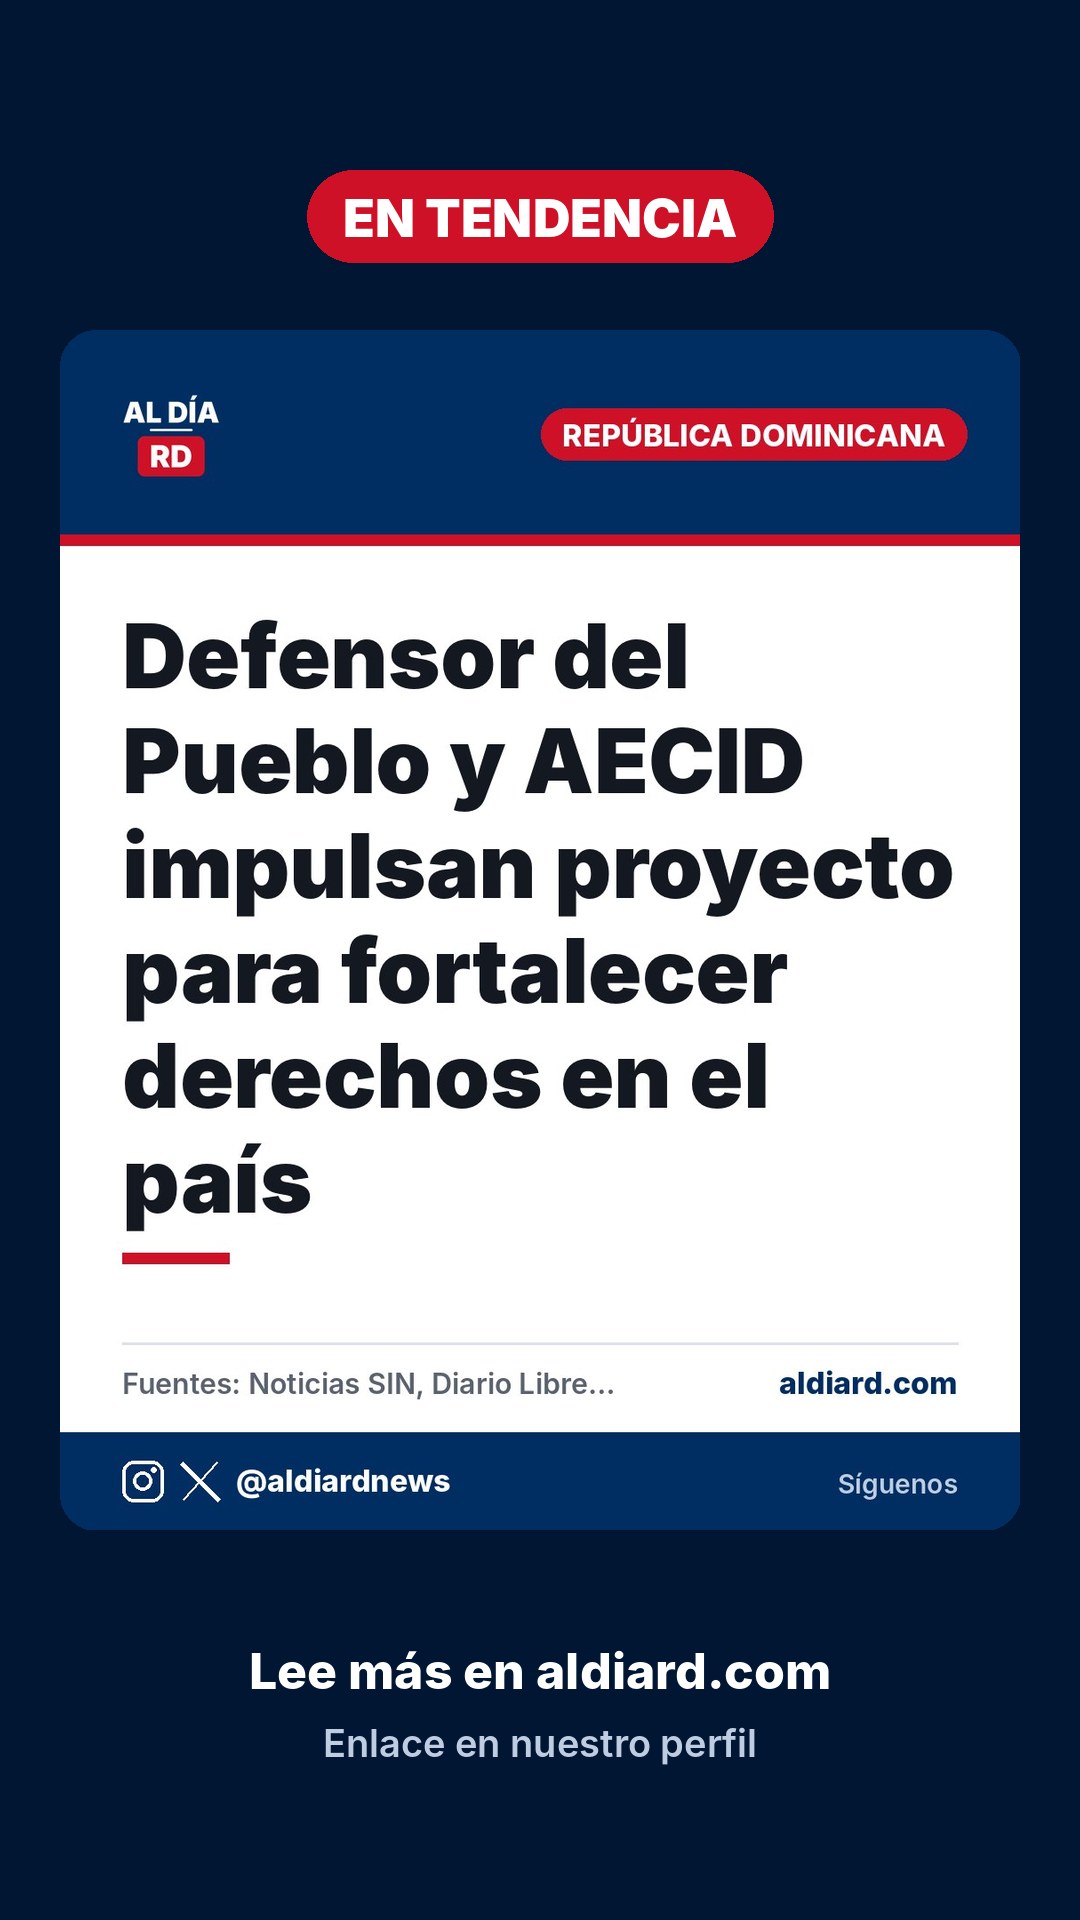 EN TENDENCIA
AL DÍA
RD
REPÚBLICA DOMINICANA
Defensor del
Pueblo y AECID
impulsan proyecto
para fortalecer
derechos en el
país
Fuentes: Noticias SIN, Diario Libre...
aldiard.com
@aldiardnews
Síguenos
Lee más en aldiard.com
Enlace en nuestro perfil